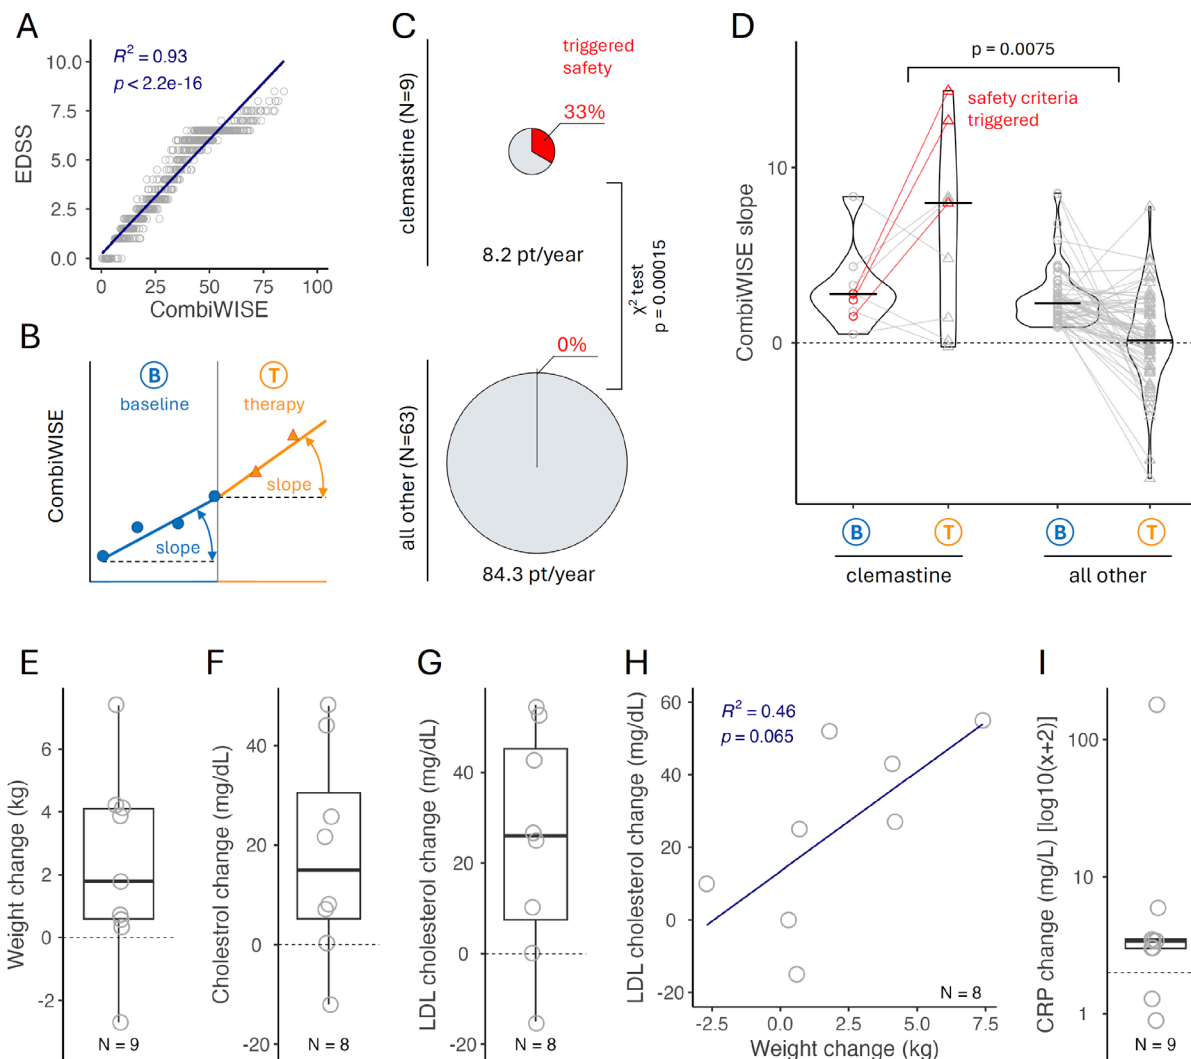 A
R² = 0.93
p < 2.2e-16
10.0
7.5
5.0
2.5
0.0
EDSS
0
25
50
75
100
CombiWISE
B
B
baseline
T
therapy
CombiWISE
slope
slope
C
clemastine (N=9)
triggered
safety
33%
8.2 pt/year
χ² test
p = 0.00015
0%
all other (N=63)
84.3 pt/year
D
p = 0.0075
safety criteria
triggered
10
0
CombiWISE slope
B
T
B
T
clemastine
all other
E
Weight change (kg)
6
4
2
0
-2
N = 9
F
Cholestrol change (mg/dL)
40
20
0
-20
N = 8
G
LDL cholesterol change (mg/dL)
40
20
0
-20
N = 8
H
LDL cholesterol change (mg/dL)
R² = 0.46
p = 0.065
60
40
20
0
-20
N = 8
-2.5
0.0
2.5
5.0
7.5
Weight change (kg)
I
CRP change (mg/L) [log10(x+2)]
100
10
1
N = 9